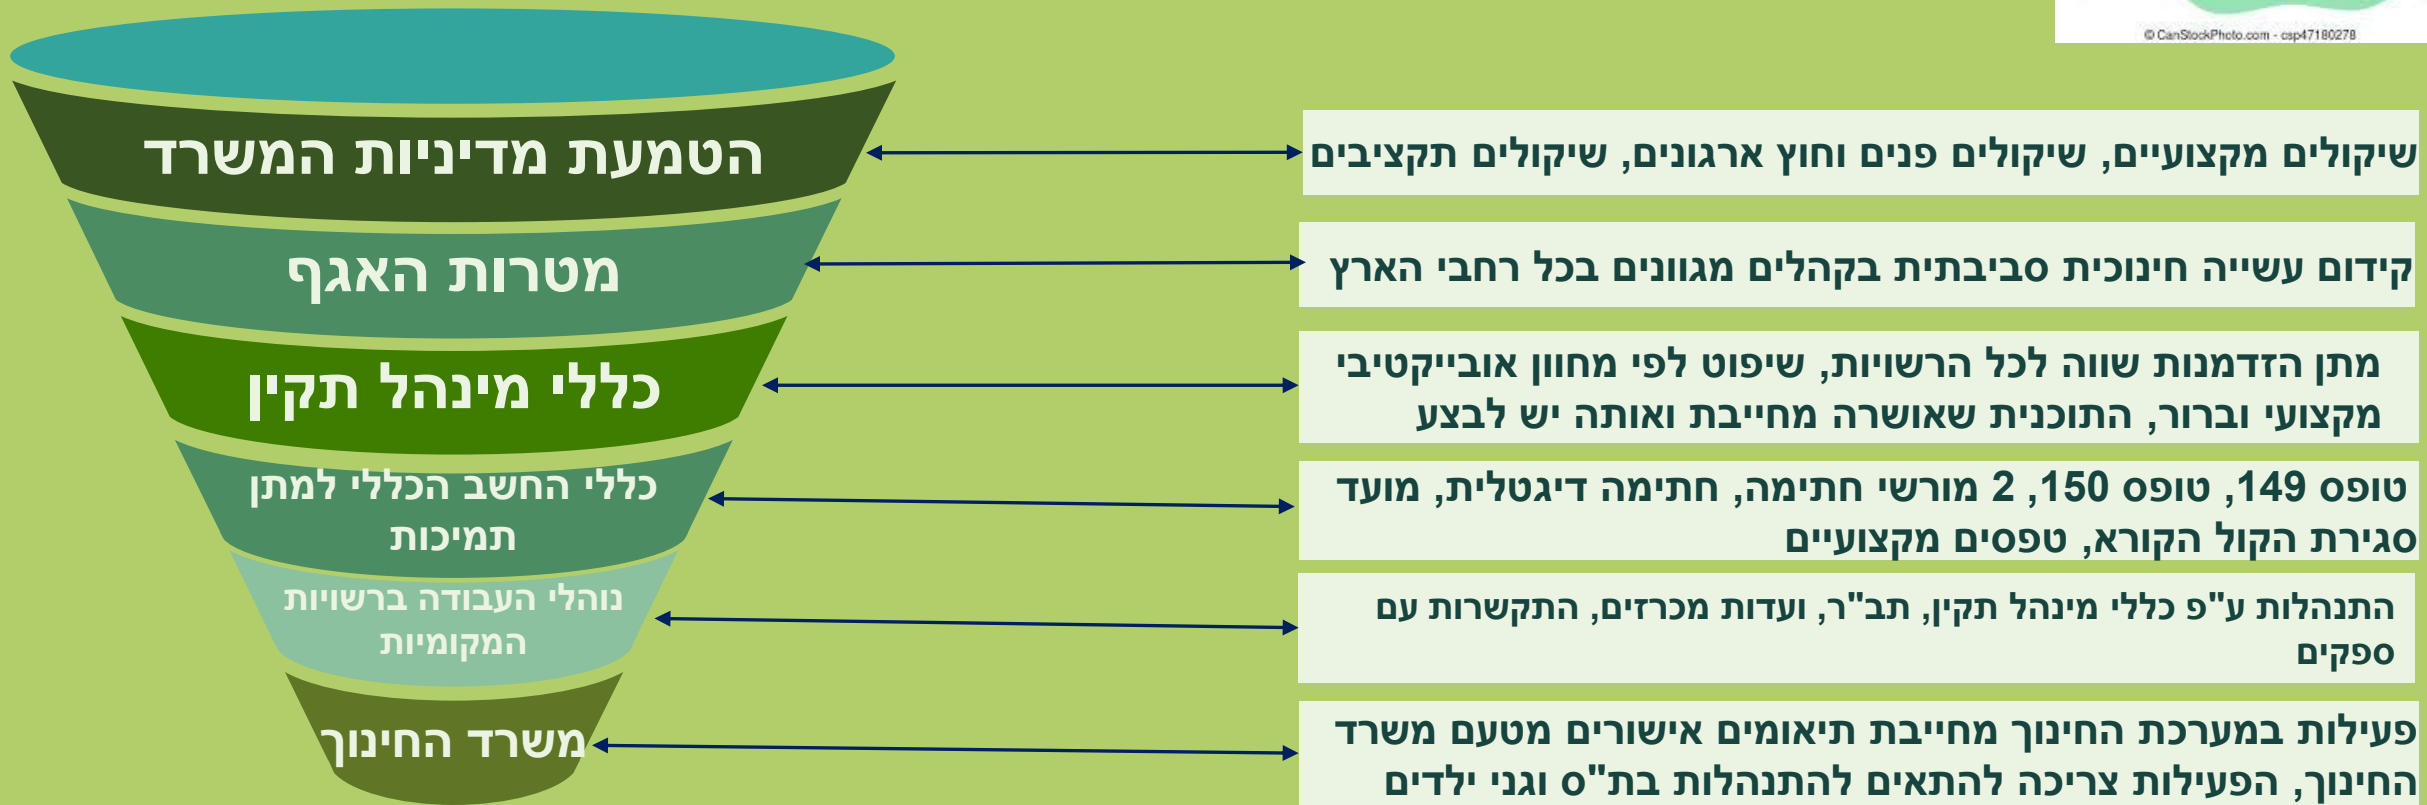 © CanStockPhoto.com - csp47180278
הטמעת מדיניות המשרד
שיקולים מקצועיים, שיקולים פנים וחוץ ארגונים, שיקולים תקציבים
מטרות האגף
קידום עשייה חינוכית סביבתית בקהלים מגוונים בכל רחבי הארץ
כללי מינהל תקין
מתן הזדמנות שווה לכל הרשויות, שיפוט לפי מחוון אובייקטיבי
מקצועי וברור, התוכנית שאושרה מחייבת ואותה יש לבצע
כללי החשב הכללי למתן
תמיכות
טופס 149, טופס 150, 2 מורשי חתימה, חתימה דיגטלית, מועד
סגירת הקול הקורא, טפסים מקצועיים
נוהלי העבודה ברשויות
המקומיות
התנהלות ע"פ כללי מינהל תקין, תב"ר, ועדות מכרזים, התקשרות עם
ספקים
משרד החינוך
פעילות במערכת החינוך מחייבת תיאומים אישורים מטעם משרד
החינוך, הפעילות צריכה להתאים להתנהלות בת"ס וגני ילדים